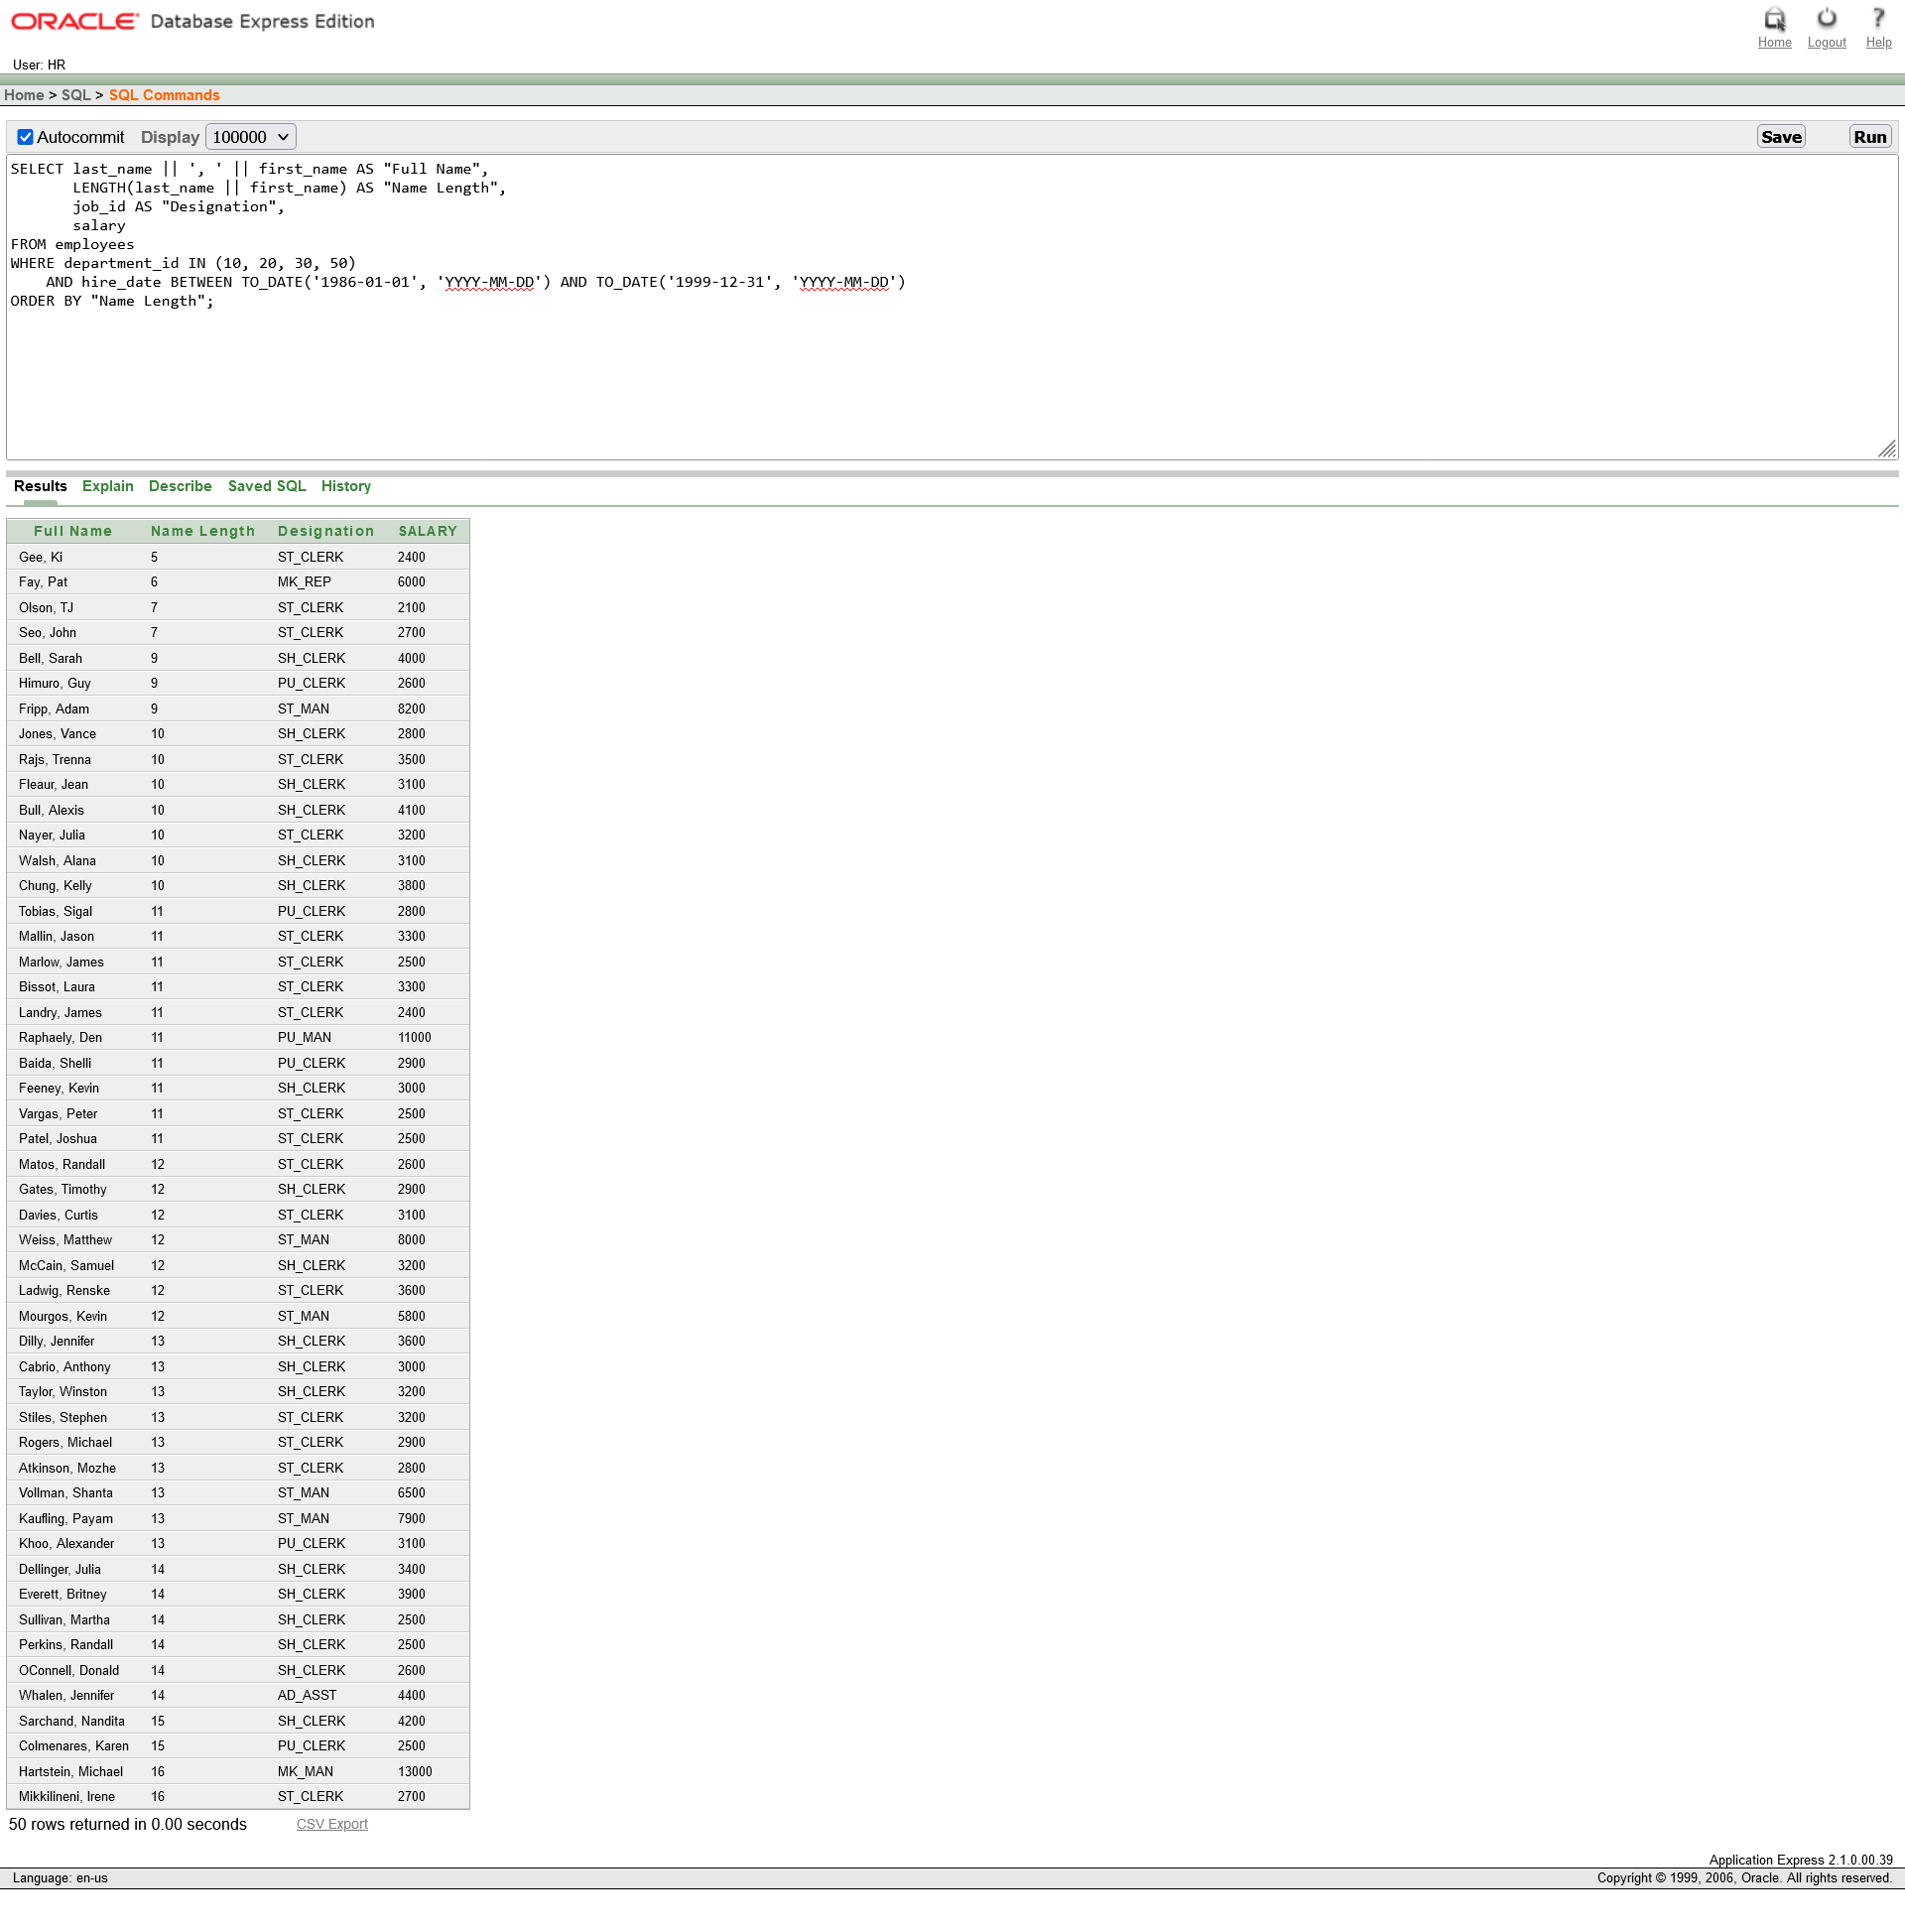 ORACLE Database Express Edition
Home Logout Help
User: HR
Home > SQL > SQL Commands
Autocommit Display 100000 Save Run
SELECT last_name || ', ' || first_name AS "Full Name",
LENGTH(last_name || first_name) AS "Name Length",
job_id AS "Designation",
salary
FROM employees
WHERE department_id IN (10, 20, 30, 50)
AND hire_date BETWEEN TO_DATE('1986-01-01', 'YYYY-MM-DD') AND TO_DATE('1999-12-31', 'YYYY-MM-DD')
ORDER BY "Name Length";
Results Explain Describe Saved SQL History
Full Name Name Length Designation SALARY
Gee, Ki 5 ST_CLERK 2400
Fay, Pat 6 MK_REP 6000
Olson, TJ 7 ST_CLERK 2100
Seo, John 7 ST_CLERK 2700
Bell, Sarah 9 SH_CLERK 4000
Himuro, Guy 9 PU_CLERK 2600
Fripp, Adam 9 ST_MAN 8200
Jones, Vance 10 SH_CLERK 2800
Rajs, Trenna 10 ST_CLERK 3500
Fleaur, Jean 10 SH_CLERK 3100
Bull, Alexis 10 SH_CLERK 4100
Nayer, Julia 10 ST_CLERK 3200
Walsh, Alana 10 SH_CLERK 3100
Chung, Kelly 10 SH_CLERK 3800
Tobias, Sigal 11 PU_CLERK 2800
Mallin, Jason 11 ST_CLERK 3300
Marlow, James 11 ST_CLERK 2500
Bissot, Laura 11 ST_CLERK 3300
Landry, James 11 ST_CLERK 2400
Raphaely, Den 11 PU_MAN 11000
Baida, Shelli 11 PU_CLERK 2900
Feeney, Kevin 11 SH_CLERK 3000
Vargas, Peter 11 ST_CLERK 2500
Patel, Joshua 11 ST_CLERK 2500
Matos, Randall 12 ST_CLERK 2600
Gates, Timothy 12 SH_CLERK 2900
Davies, Curtis 12 ST_CLERK 3100
Weiss, Matthew 12 ST_MAN 8000
McCain, Samuel 12 SH_CLERK 3200
Ladwig, Renske 12 ST_CLERK 3600
Mourgos, Kevin 12 ST_MAN 5800
Dilly, Jennifer 13 SH_CLERK 3600
Cabrio, Anthony 13 SH_CLERK 3000
Taylor, Winston 13 SH_CLERK 3200
Stiles, Stephen 13 ST_CLERK 3200
Rogers, Michael 13 ST_CLERK 2900
Atkinson, Mozhe 13 ST_CLERK 2800
Vollman, Shanta 13 ST_MAN 6500
Kaufling, Payam 13 ST_MAN 7900
Khoo, Alexander 13 PU_CLERK 3100
Dellinger, Julia 14 SH_CLERK 3400
Everett, Britney 14 SH_CLERK 3900
Sullivan, Martha 14 SH_CLERK 2500
Perkins, Randall 14 SH_CLERK 2500
OConnell, Donald 14 SH_CLERK 2600
Whalen, Jennifer 14 AD_ASST 4400
Sarchand, Nandita 15 SH_CLERK 4200
Colmenares, Karen 15 PU_CLERK 2500
Hartstein, Michael 16 MK_MAN 13000
Mikkilineni, Irene 16 ST_CLERK 2700
50 rows returned in 0.00 seconds CSV Export
Application Express 2.1.0.00.39
Language: en-us Copyright © 1999, 2006, Oracle. All rights reserved.